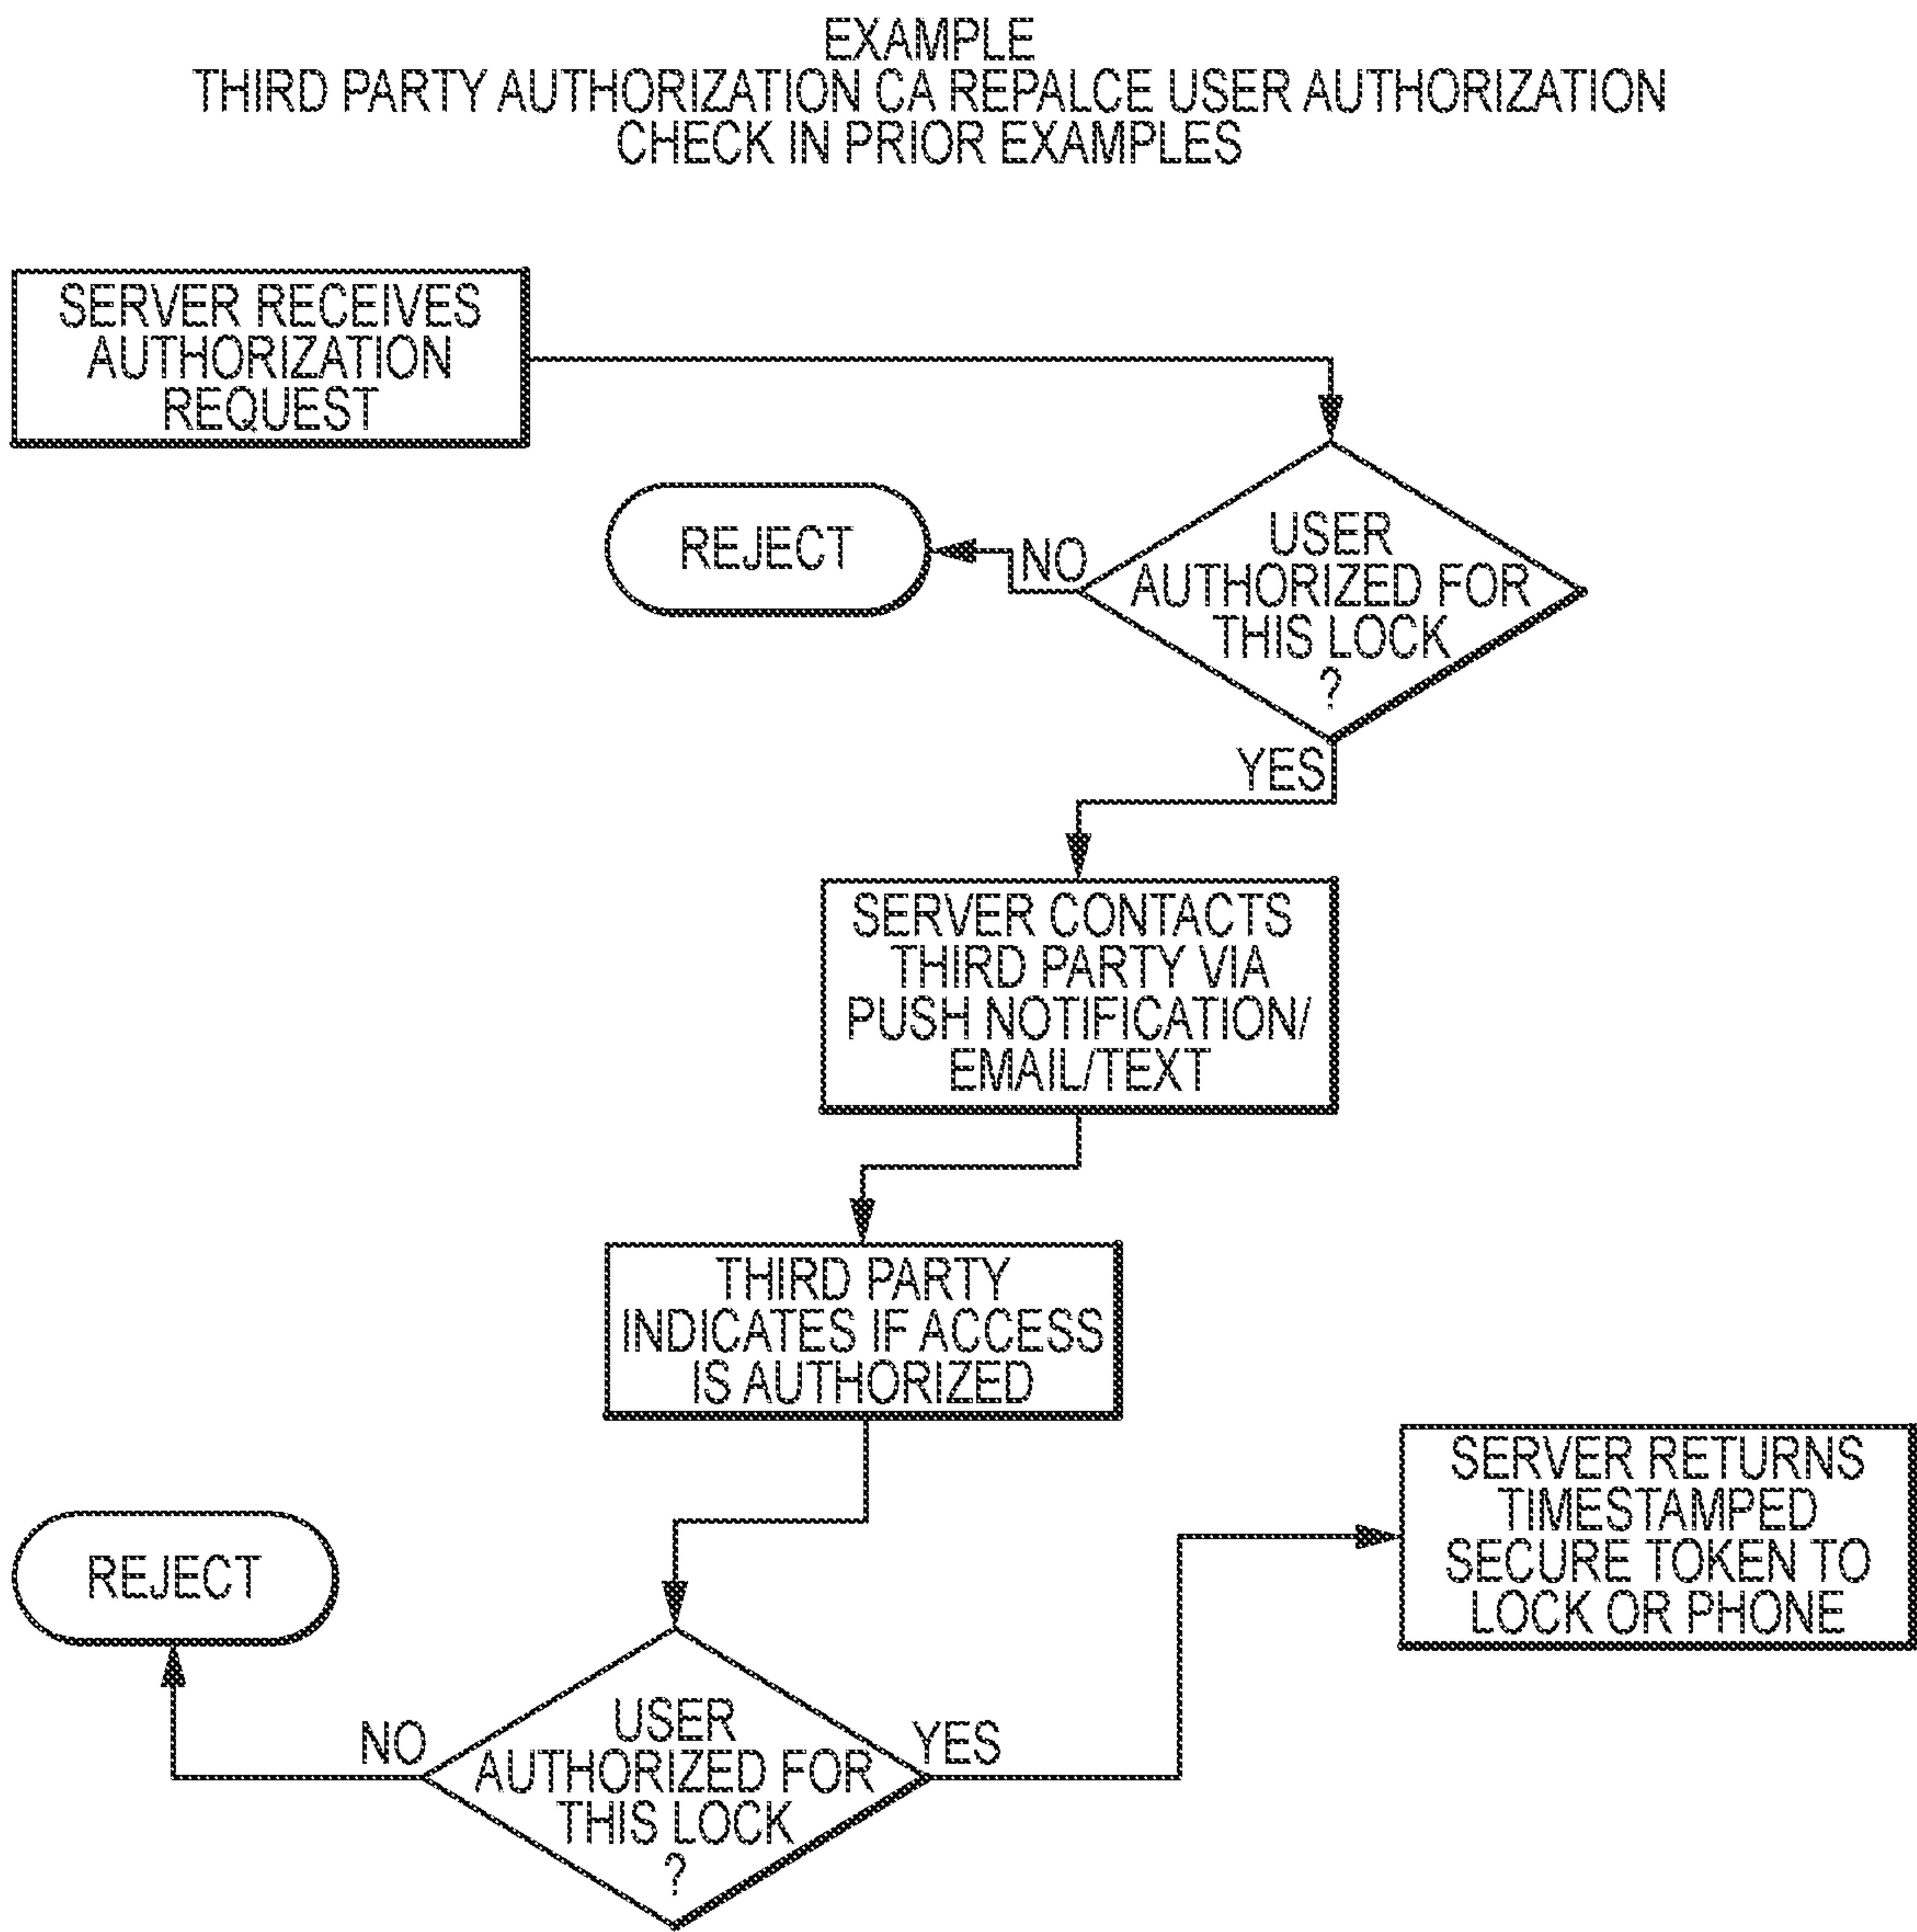 EXAMPLE
THIRD PARTY AUTHORIZATION CA REPALCE USER AUTHORIZATION
CHECK IN PRIOR EXAMPLES
SERVER RECEIVES
AUTHORIZATION
REQUEST
REJECT
NO
USER
AUTHORIZED FOR
THIS LOCK
?
YES
SERVER CONTACTS
THIRD PARTY VIA
PUSH NOTIFICATION/
EMAIL/TEXT
THIRD PARTY
INDICATES IF ACCESS
IS AUTHORIZED
SERVER RETURNS
TIMESTAMPED
SECURE TOKEN TO
LOCK OR PHONE
REJECT
NO
USER
AUTHORIZED FOR
THIS LOCK
?
YES